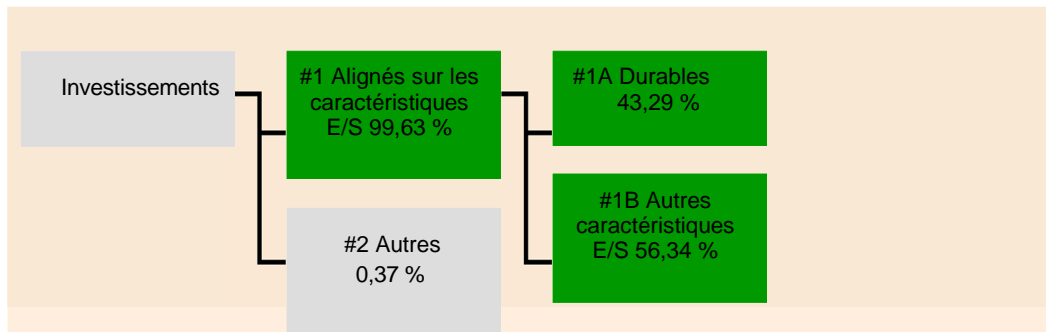 Investissements
#1 Alignés sur les
caractéristiques
E/S 99,63 %
#1A Durables
43,29 %
#2 Autres
0,37 %
#1B Autres
caractéristiques
E/S 56,34 %